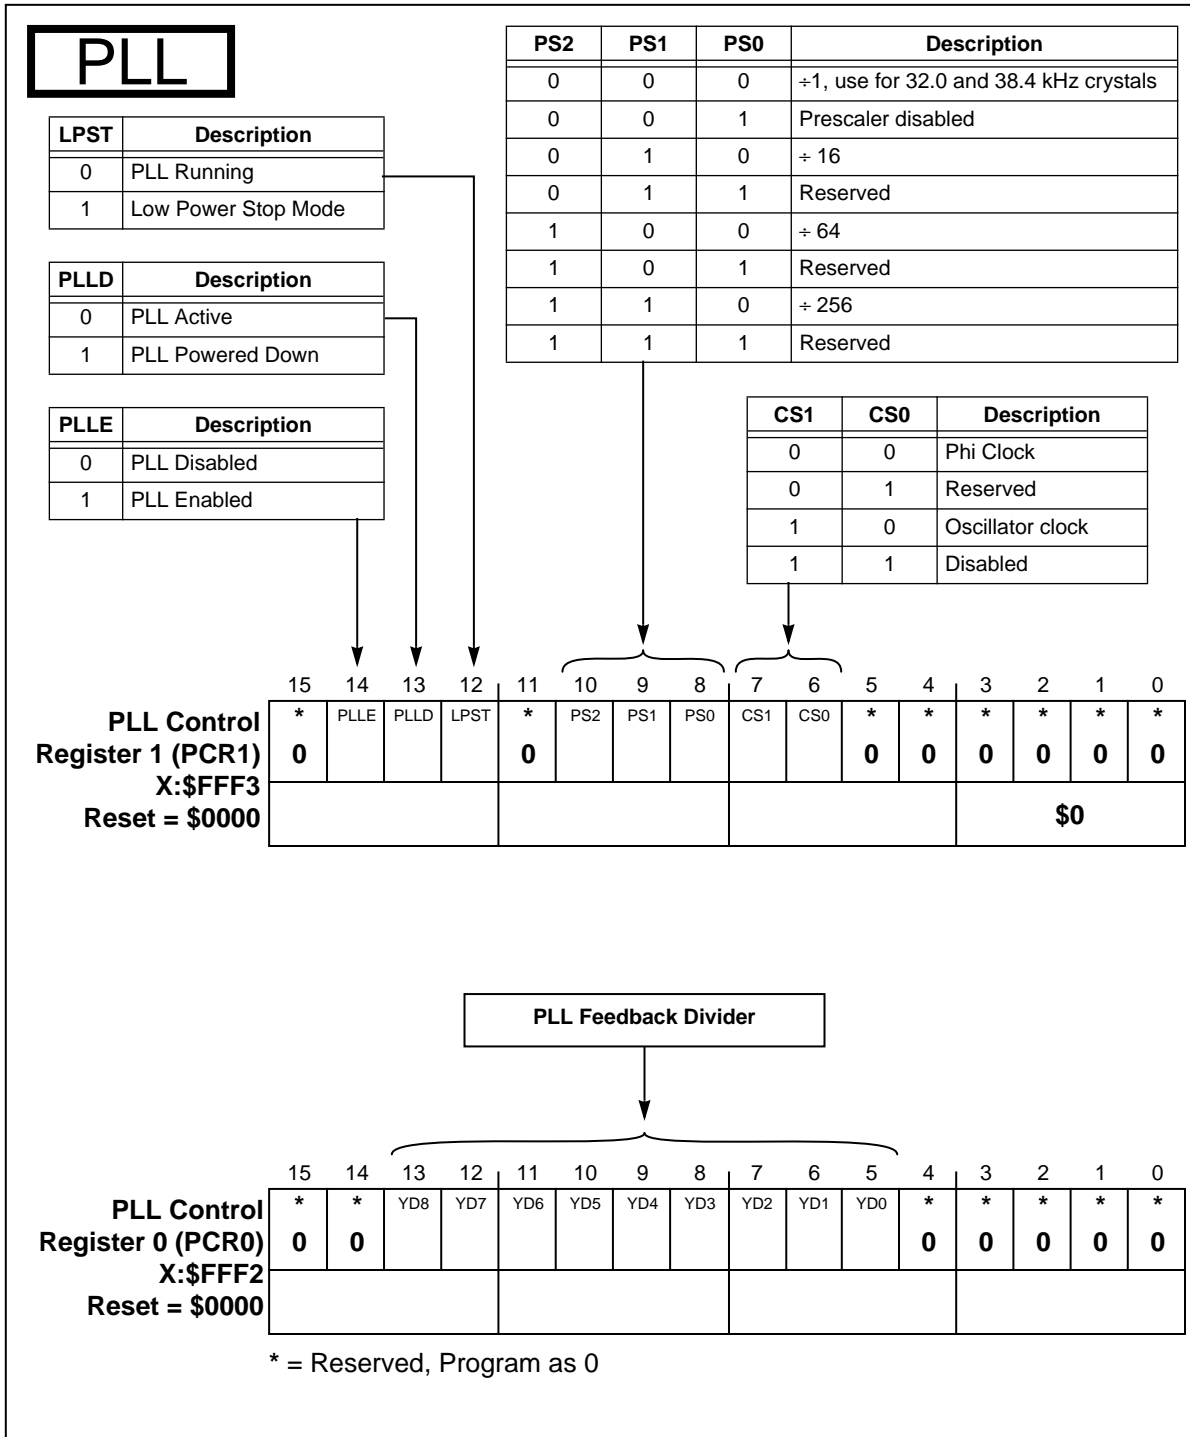 PLL
LPST Description
0 PLL Running
1 Low Power Stop Mode
PLLD Description
0 PLL Active
1 PLL Powered Down
PLLE Description
0 PLL Disabled
1 PLL Enabled
PS2 PS1 PS0 Description
0 0 0 ÷1, use for 32.0 and 38.4 kHz crystals
0 0 1 Prescaler disabled
0 1 0 ÷ 16
0 1 1 Reserved
1 0 0 ÷ 64
1 0 1 Reserved
1 1 0 ÷ 256
1 1 1 Reserved
CS1 CS0 Description
0 0 Phi Clock
0 1 Reserved
1 0 Oscillator clock
1 1 Disabled
15 14 13 12 11 10 9 8 7 6 5 4 3 2 1 0
* PLLE PLLD LPST * PS2 PS1 PS0 CS1 CS0 * * * * * *
PLL Control
Register 1 (PCR1) 0 0 0 0 0 0 0 0
X:$FFF3
Reset = $0000 $0
PLL Feedback Divider
15 14 13 12 11 10 9 8 7 6 5 4 3 2 1 0
* * YD8 YD7 YD6 YD5 YD4 YD3 YD2 YD1 YD0 * * * * *
PLL Control
Register 0 (PCR0) 0 0 0 0 0 0 0
X:$FFF2
Reset = $0000
* = Reserved, Program as 0